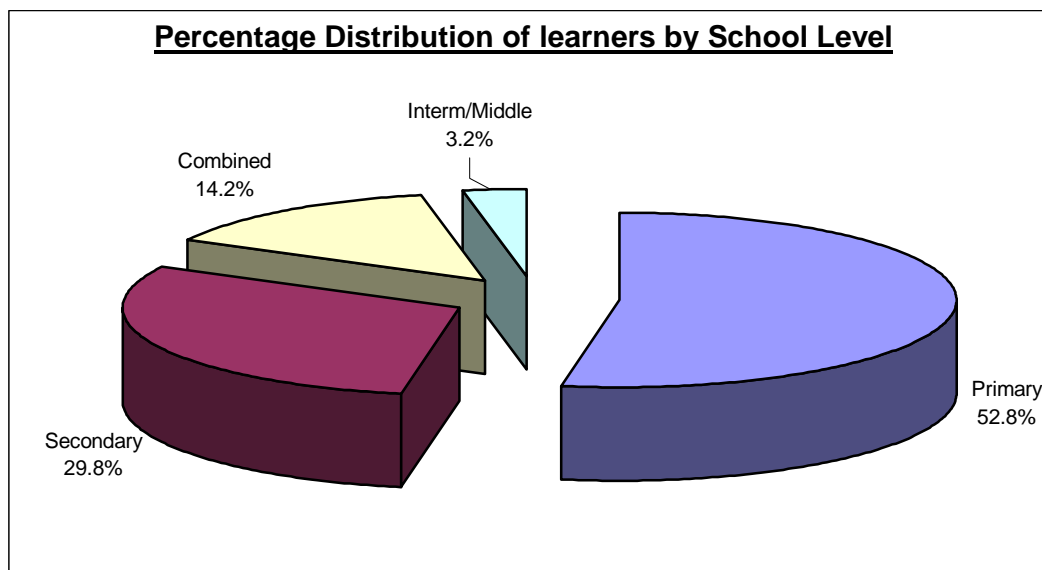 Percentage Distribution of learners by School Level
Interm/Middle
3.2%
Combined
14.2%
Primary
52.8%
Secondary
29.8%